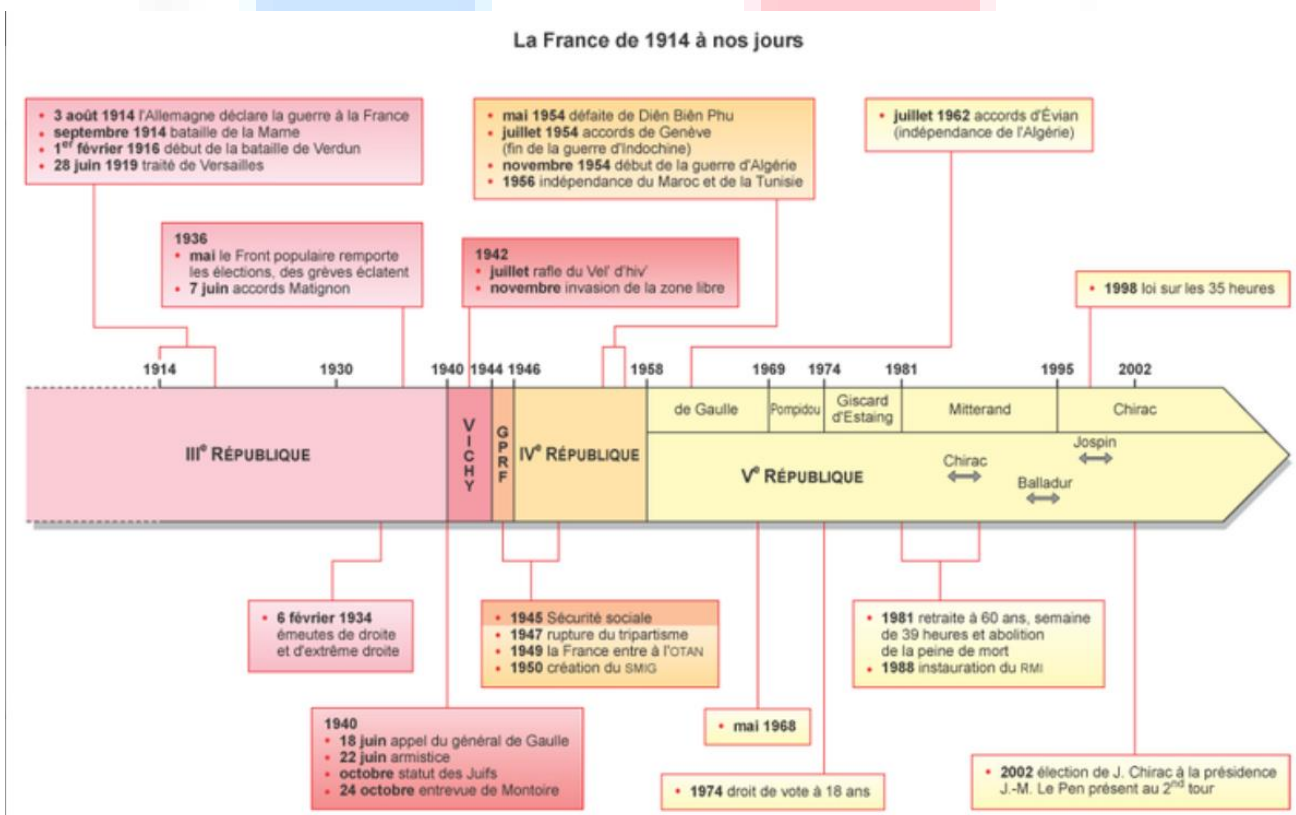 La France de 1914 à nos jours
• 3 août 1914 l'Allemagne déclare la guerre à la France
• septembre 1914 bataille de la Marne
• 1er février 1916 début de la bataille de Verdun
• 28 juin 1919 traité de Versailles
• mai 1954 défaite de Diên Biên Phu
• juillet 1954 accords de Genève
(fin de la guerre d'Indochine)
• novembre 1954 début de la guerre d'Algérie
• 1956 indépendance du Maroc et de la Tunisie
• juillet 1962 accords d'Évian
(indépendance de l'Algérie)
1936
• mai le Front populaire remporte
les élections, des grèves éclatent
• 7 juin accords Matignon
1942
• juillet rafle du Vel' d'hiv'
• novembre invasion de la zone libre
• 1998 loi sur les 35 heures
1914 1930 1940 1944 1946 1958 1969 1974 1981 1995 2002
de Gaulle
Pompidou
Giscard
d'Estaing
Mitterand
Chirac
IIIe RÉPUBLIQUE
VICHY
GPRF
IVe RÉPUBLIQUE
Ve RÉPUBLIQUE
Chirac
Balladur
Jospin
• 6 février 1934
émeutes de droite
et d'extrême droite
• 1945 Sécurité sociale
• 1947 rupture du tripartisme
• 1949 la France entre à l'OTAN
• 1950 création du SMIG
• 1981 retraite à 60 ans, semaine
de 39 heures et abolition
de la peine de mort
• 1988 instauration du RMI
1940
• 18 juin appel du général de Gaulle
• 22 juin armistice
• octobre statut des Juifs
• 24 octobre entrevue de Montoire
• mai 1968
• 1974 droit de vote à 18 ans
• 2002 élection de J. Chirac à la présidence
J.-M. Le Pen présent au 2nd tour